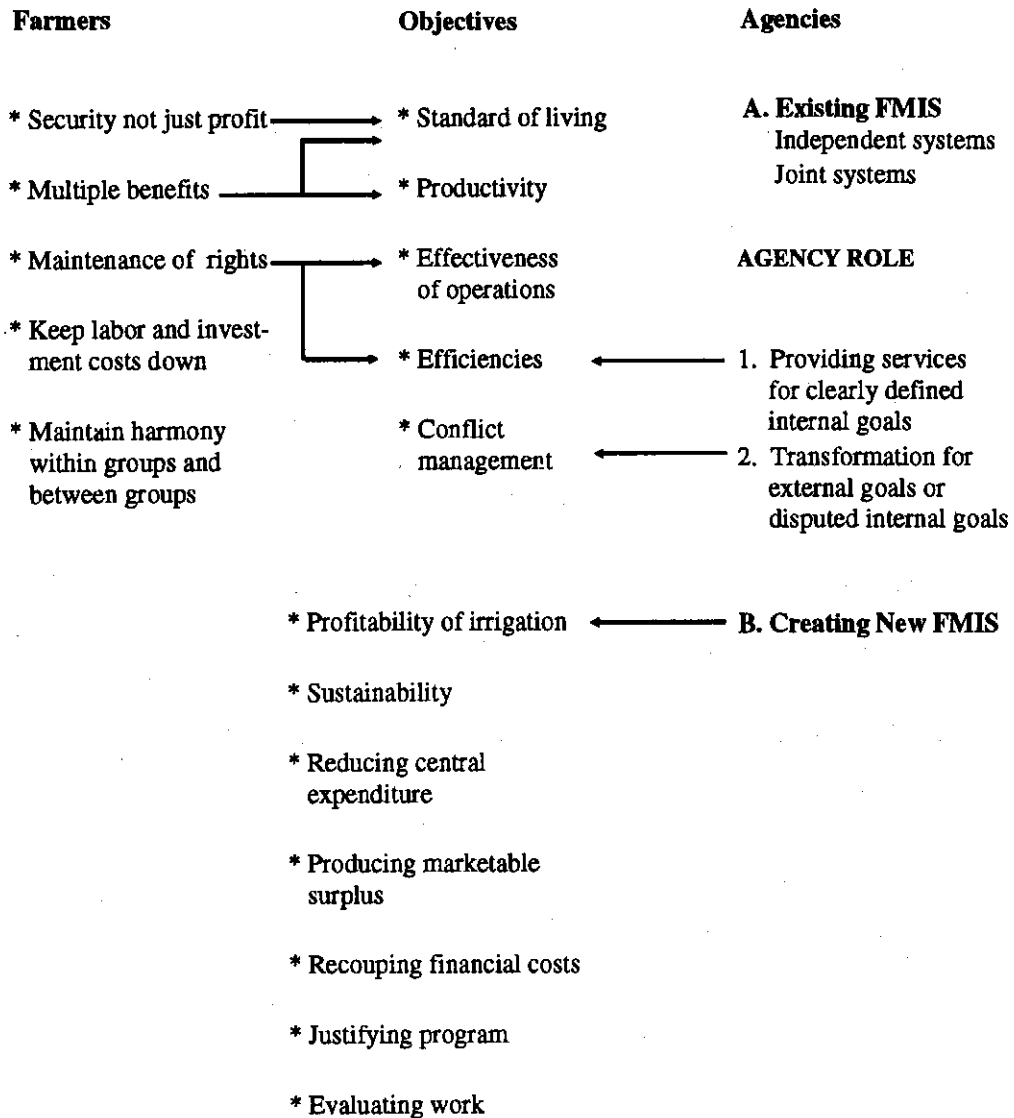 Farmers
Objectives
Agencies
* Security not just profit
* Standard of living
A. Existing FMIS
Independent systems
Joint systems
* Multiple benefits
* Productivity
* Maintenance of rights
* Effectiveness
of operations
AGENCY ROLE
* Keep labor and invest-
ment costs down
* Efficiencies
1. Providing services
for clearly defined
internal goals
* Maintain harmony
within groups and
between groups
* Conflict
management
2. Transformation for
external goals or
disputed internal goals
* Profitability of irrigation
B. Creating New FMIS
* Sustainability
* Reducing central
expenditure
* Producing marketable
surplus
* Recouping financial costs
* Justifying program
* Evaluating work